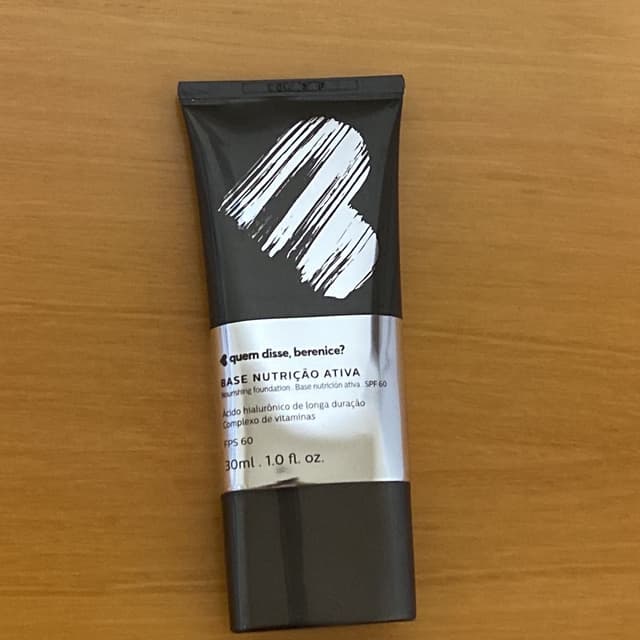 quem disse, berenice?
BASE NUTRIÇÃO ATIVA
nourishing foundation . Base nutrición ativa . SPF 60
Ácido hialurônico de longa duração
Complexo de vitaminas
FPS 60
30ml . 1.0 fl. oz.